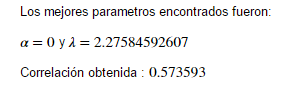 Los mejores parametros encontrados fueron:
α = 0 y λ = 2.27584592607
Correlación obtenida : 0.573593